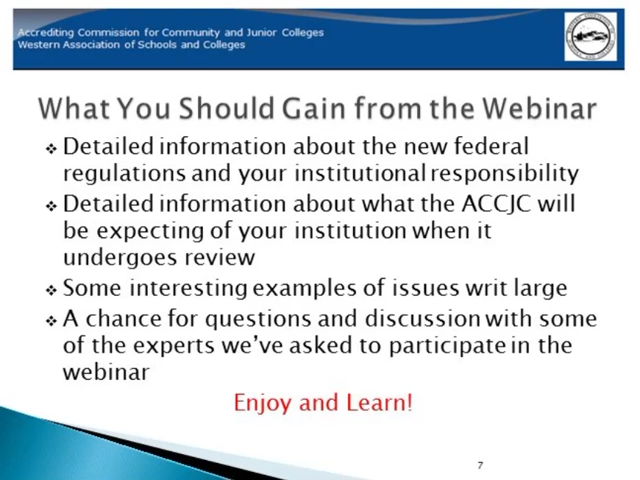 Accrediting Commission for Community and Junior Colleges
Western Association of Schools and Colleges
What You Should Gain from the Webinar
❖ Detailed information about the new federal
regulations and your institutional responsibility
❖ Detailed information about what the ACCJC will
be expecting of your institution when it
undergoes review
❖ Some interesting examples of issues writ large
❖ A chance for questions and discussion with some
of the experts we've asked to participate in the
webinar
Enjoy and Learn!
7